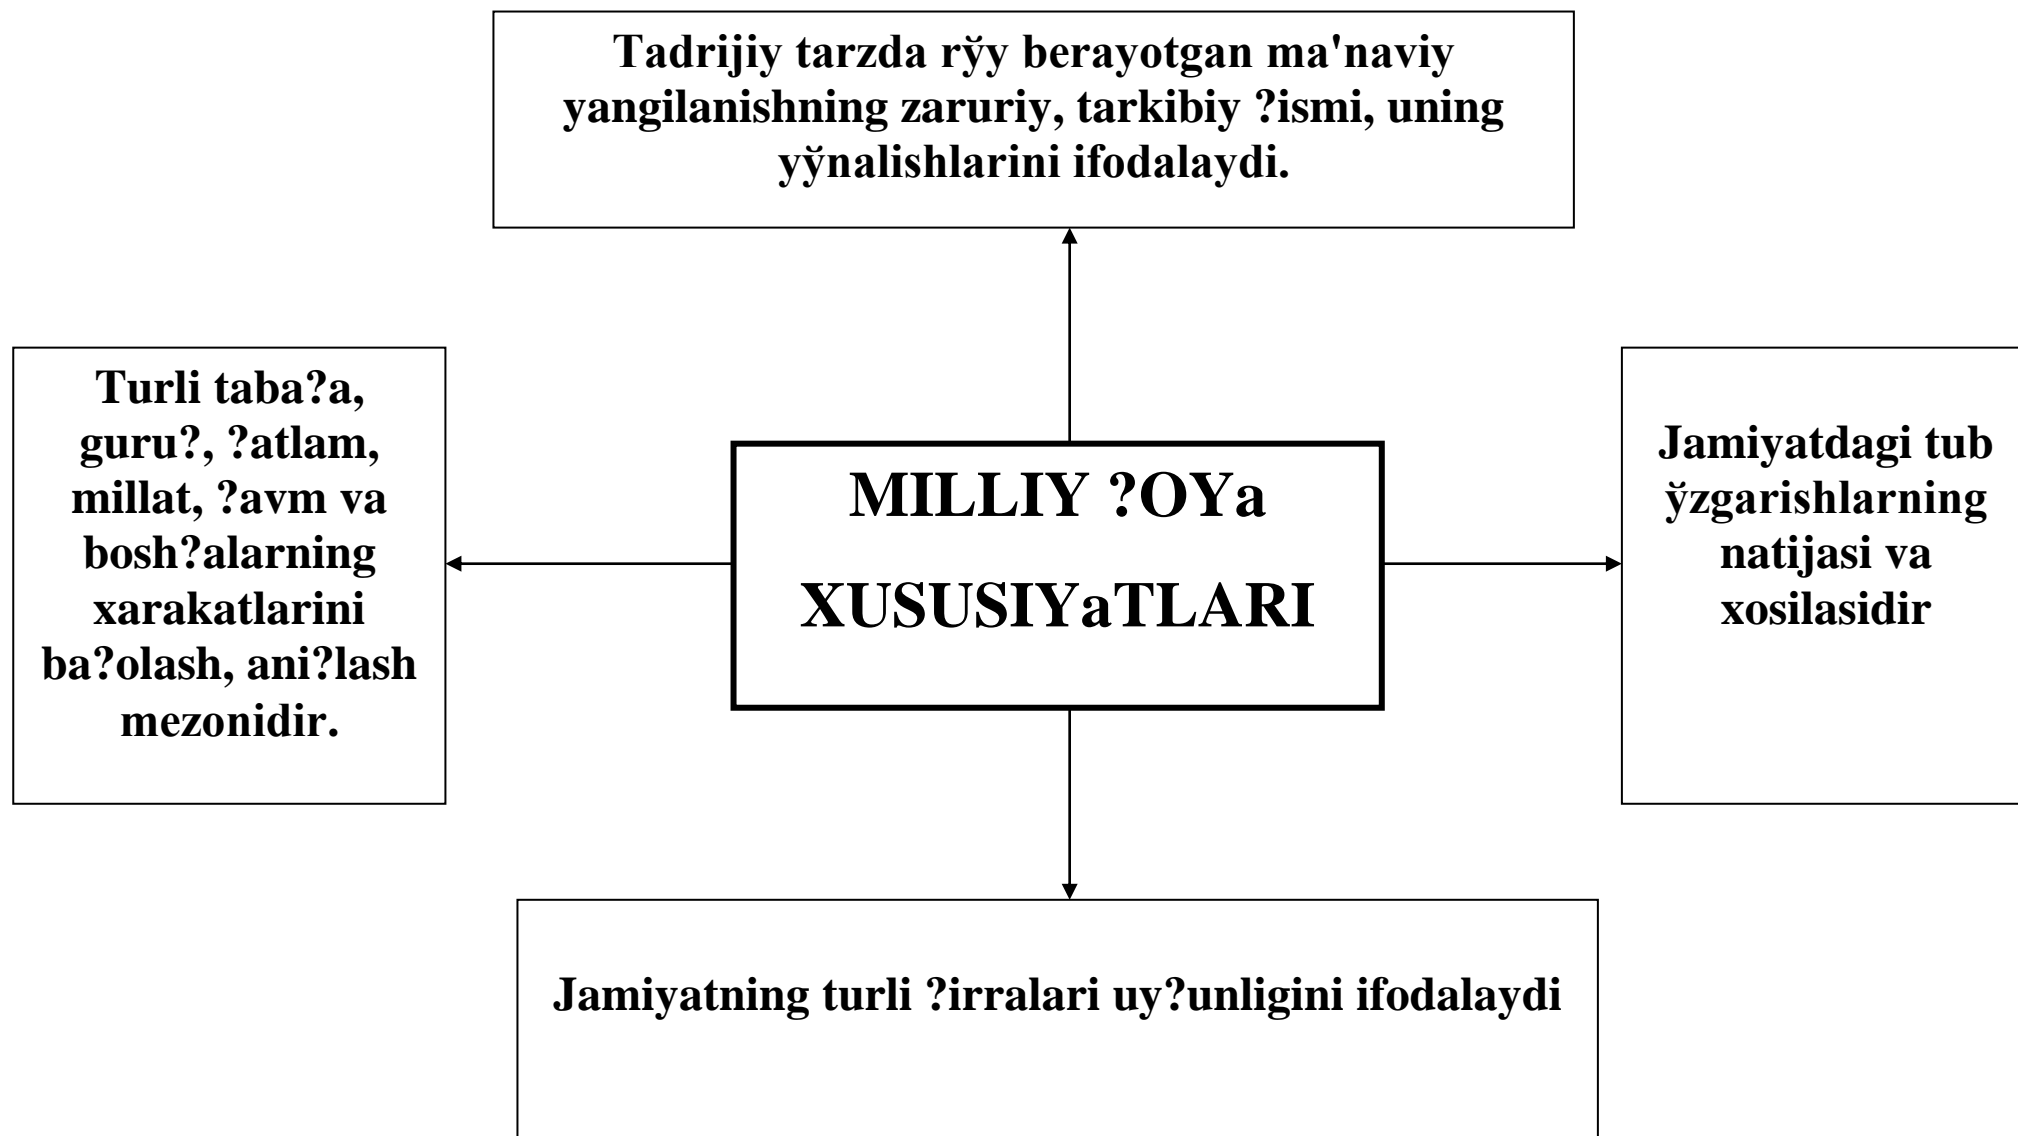 Tadrijiy tarzda rўy berayotgan ma'naviy
yangilanishning zaruriy, tarkibiy ?ismi, uning
yўnalishlarini ifodalaydi.
Turli taba?a,
guru?, ?atlam,
millat, ?avm va
bosh?alarning
xarakatlarini
ba?olash, ani?lash
mezonidir.
MILLIY ?OYa
XUSUSIYaTLARI
Jamiyatdagi tub
ўzgarishlarning
natijasi va
xosilasidir
Jamiyatning turli ?irralari uy?unligini ifodalaydi